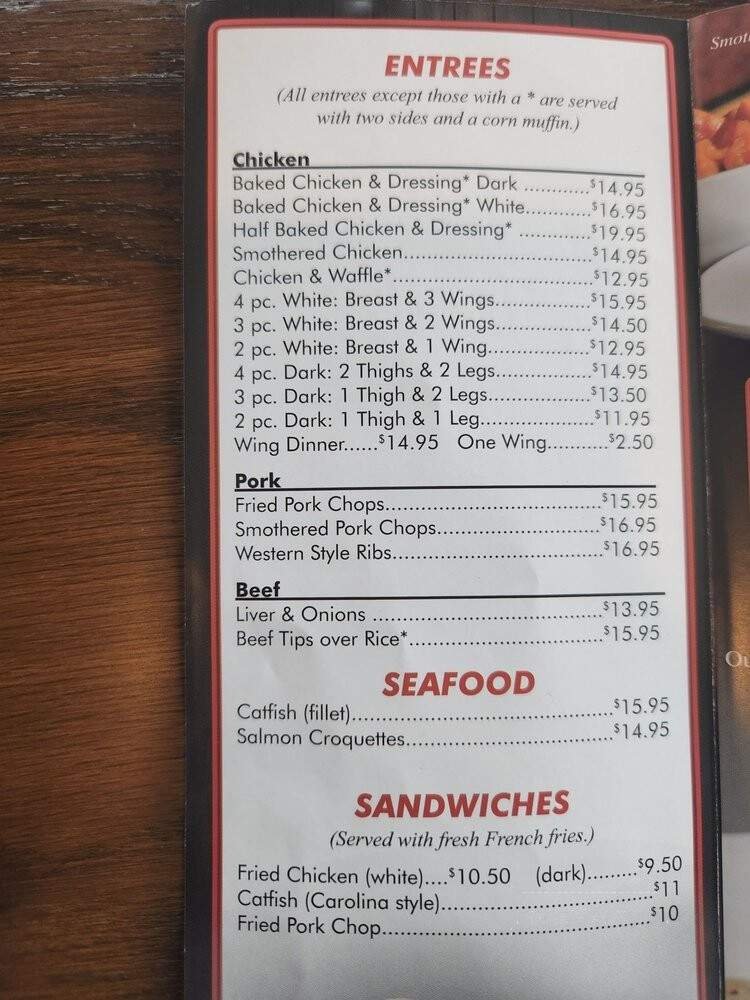 ENTREES
(All entrees except those with a * are served
with two sides and a corn muffin.)
Chicken
Baked Chicken & Dressing* Dark ............$14.95
Baked Chicken & Dressing* White............$16.95
Half Baked Chicken & Dressing* .............$19.95
Smothered Chicken...................................$14.95
Chicken & Waffle*.....................................$12.95
4 pc. White: Breast & 3 Wings.................$15.95
3 pc. White: Breast & 2 Wings.................$14.50
2 pc. White: Breast & 1 Wing...................$12.95
4 pc. Dark: 2 Thighs & 2 Legs..................$14.95
3 pc. Dark: 1 Thigh & 2 Legs...................$13.50
2 pc. Dark: 1 Thigh & 1 Leg.....................$11.95
Wing Dinner......$14.95 One Wing...........$2.50
Pork
Fried Pork Chops........................................$15.95
Smothered Pork Chops..............................$16.95
Western Style Ribs.......................................$16.95
Beef
Liver & Onions ..........................................$13.95
Beef Tips over Rice*...................................$15.95
SEAFOOD
Catfish (fillet)................................................$15.95
Salmon Croquettes......................................$14.95
SANDWICHES
(Served with fresh French fries.)
Fried Chicken (white)....$10.50 (dark).........$9.50
Catfish (Carolina style).......................................$11
Fried Pork Chop.................................................$10